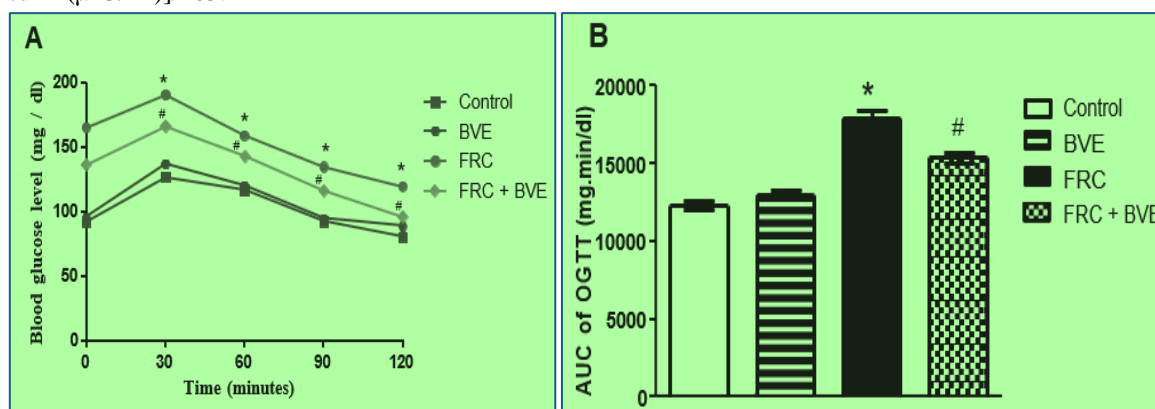 A
Blood glucose level (mg / dl)
200
150
100
50
0
0 30 60 90 120
Time (minutes)
*
*
*
*
#
#
#
#
Control
BVE
FRC
FRC + BVE
B
AUC of OGTT (mg.min/dl)
20000
15000
10000
5000
0
*
#
Control
BVE
FRC
FRC + BVE